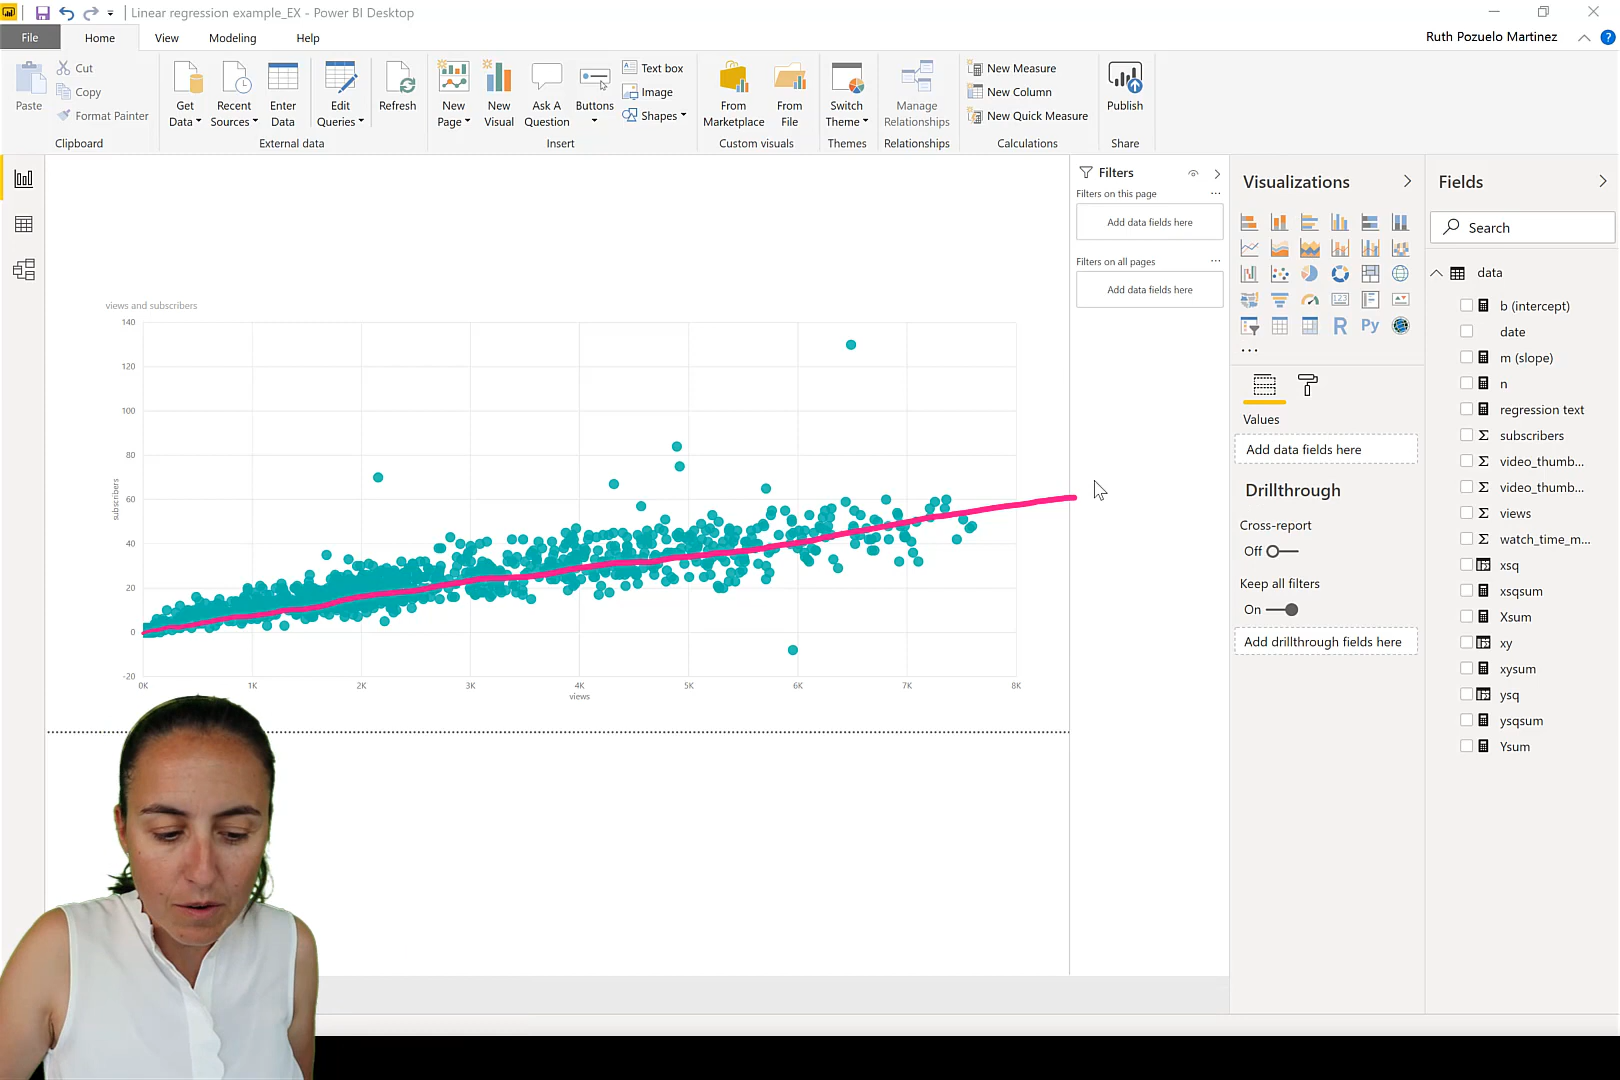 Linear regression example_EX - Power BI Desktop
File Home View Modeling Help
Ruth Pozuelo Martinez
?
Paste
Cut
Copy
Format Painter
Clipboard
Get Data
Recent Sources
Enter Data
Edit Queries
Refresh
External data
New Page
New Visual
Ask A Question
Buttons
Text box
Image
Shapes
Insert
From Marketplace
From File
Custom visuals
Switch Theme
Themes
Manage Relationships
Relationships
New Measure
New Column
New Quick Measure
Calculations
Publish
Share
views and subscribers
140
120
100
80
60
40
20
0
-20
subscribers
0K 1K 2K 3K 4K 5K 6K 7K 8K
views
Filters
Filters on this page
Add data fields here
Filters on all pages
Add data fields here
Visualizations
123
R Py
Values
Add data fields here
Drillthrough
Cross-report
Off
Keep all filters
On
Add drillthrough fields here
Fields
Search
data
b (intercept)
date
m (slope)
n
regression text
subscribers
video_thumb...
video_thumb...
views
watch_time_m...
xsq
xsqsum
Xsum
xy
xysum
ysq
ysqsum
Ysum